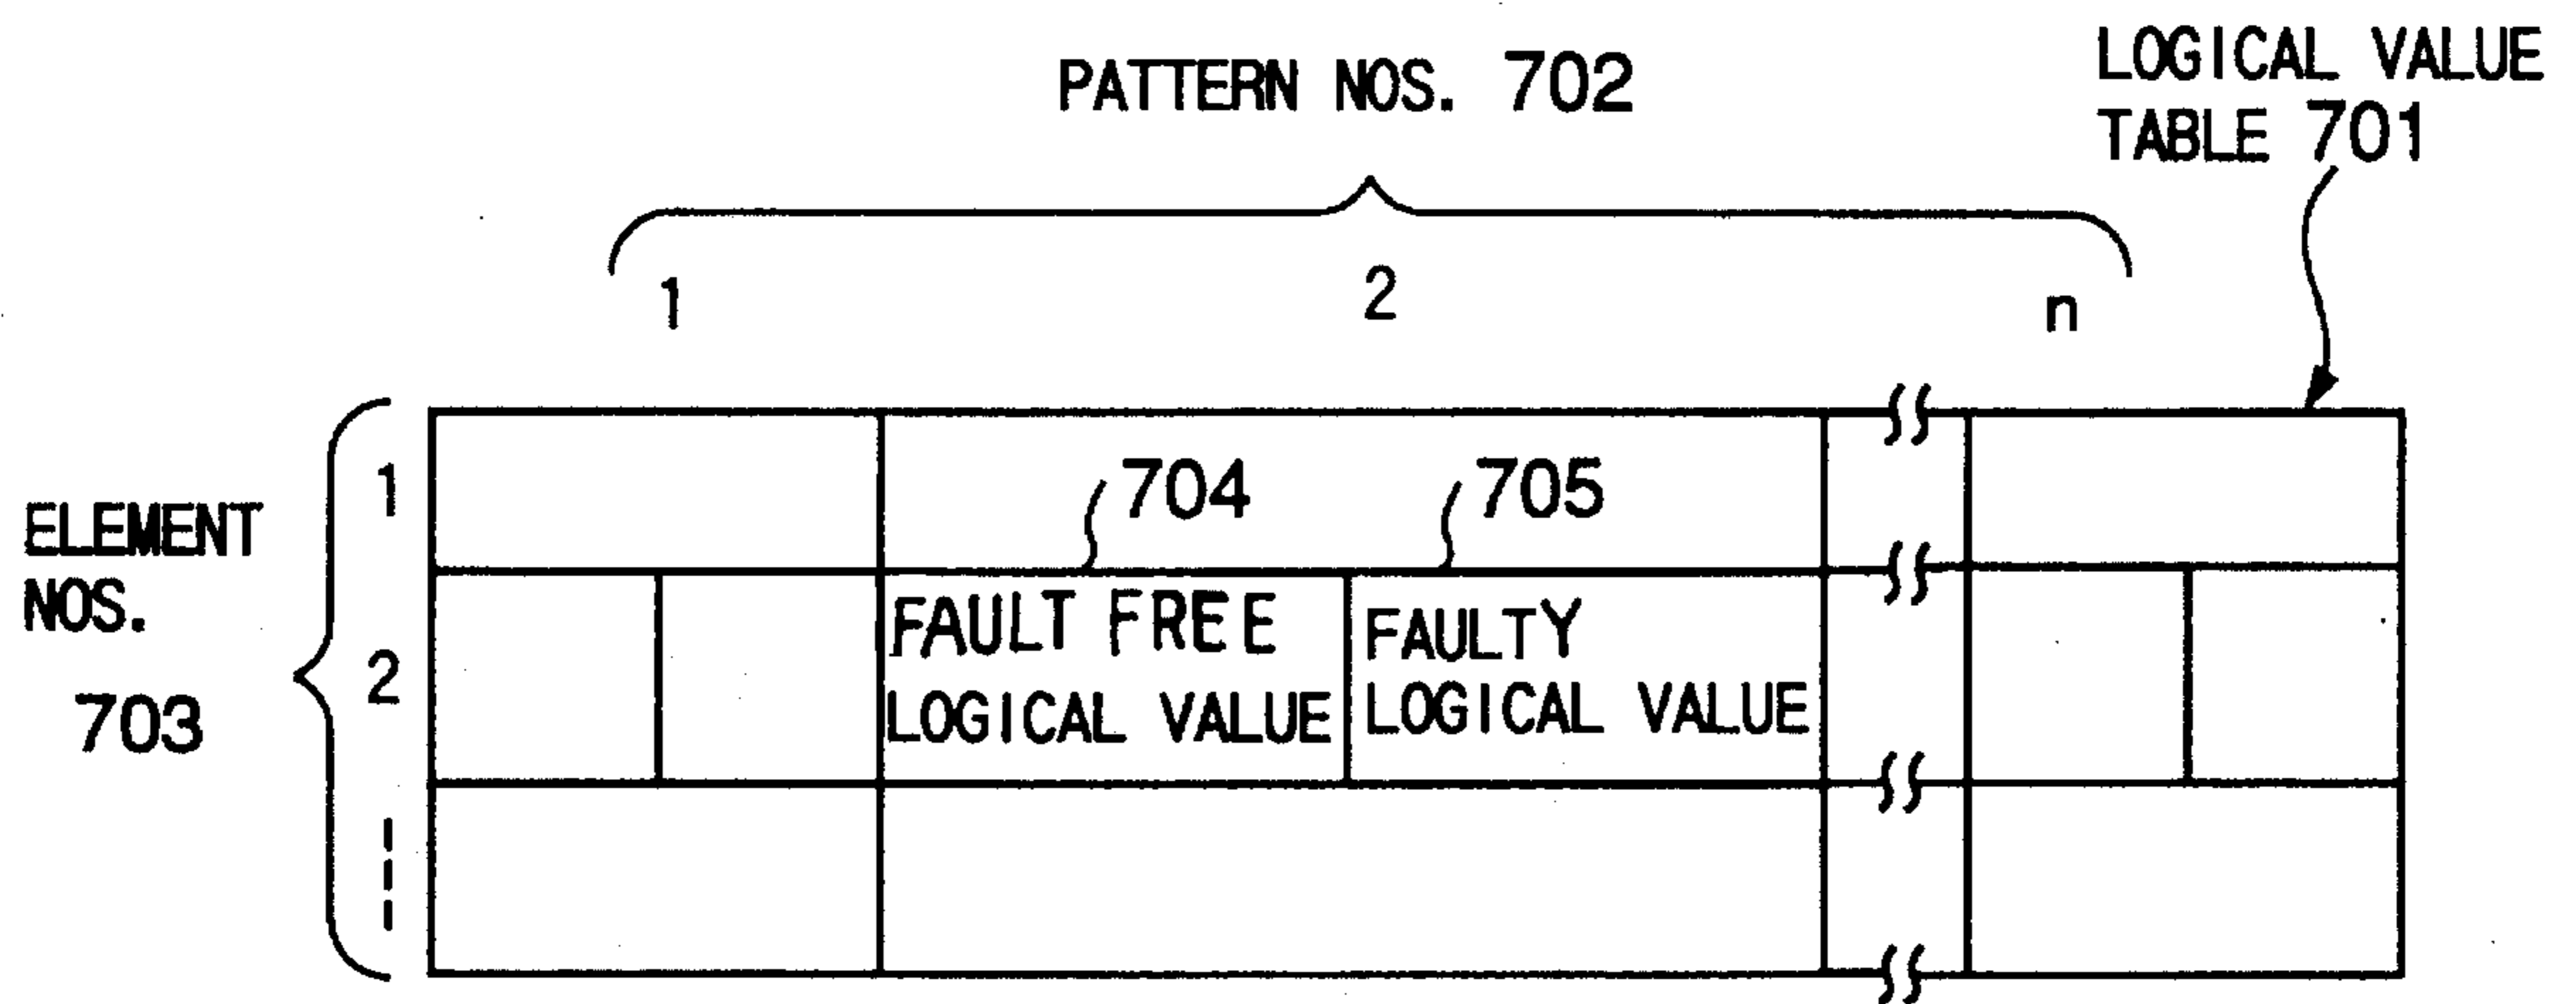 PATTERN NOS. 702
LOGICAL VALUE
TABLE 701
1 2 n
ELEMENT
NOS.
703
1
704 705
2
FAULT FREE
LOGICAL VALUE
FAULTY
LOGICAL VALUE